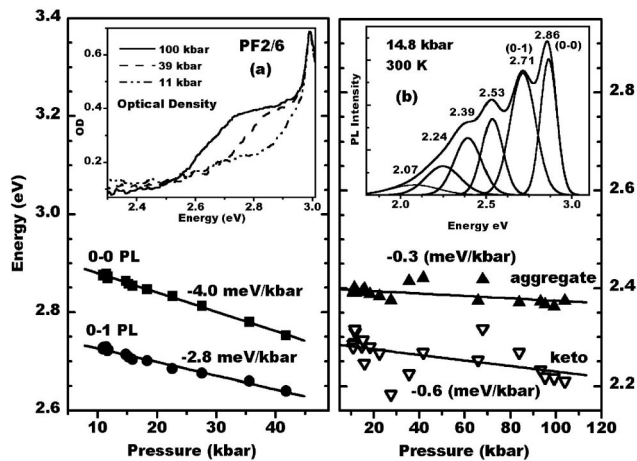 3.4
3.2
3.0
2.8
2.6
Energy (eV)
0 10 20 30 40 50
Pressure (kbar)
0.6
0.4
0.2
OD
100 kbar
39 kbar
11 kbar
Optical Density
PF2/6
(a)
2.4 2.6 2.8 3.0
Energy (eV)
0-0 PL
-4.0 meV/kbar
0-1 PL
-2.8 meV/kbar
14.8 kbar
300 K
(b)
PL Intensity
2.07
2.24
2.39
2.53
(0-1)
2.71
2.86
(0-0)
2.0 2.5 3.0
Energy eV
-0.3 (meV/kbar)
aggregate
keto
-0.6 (meV/kbar)
2.8
2.6
2.4
2.2
20 40 60 80 100 120
Pressure (kbar)